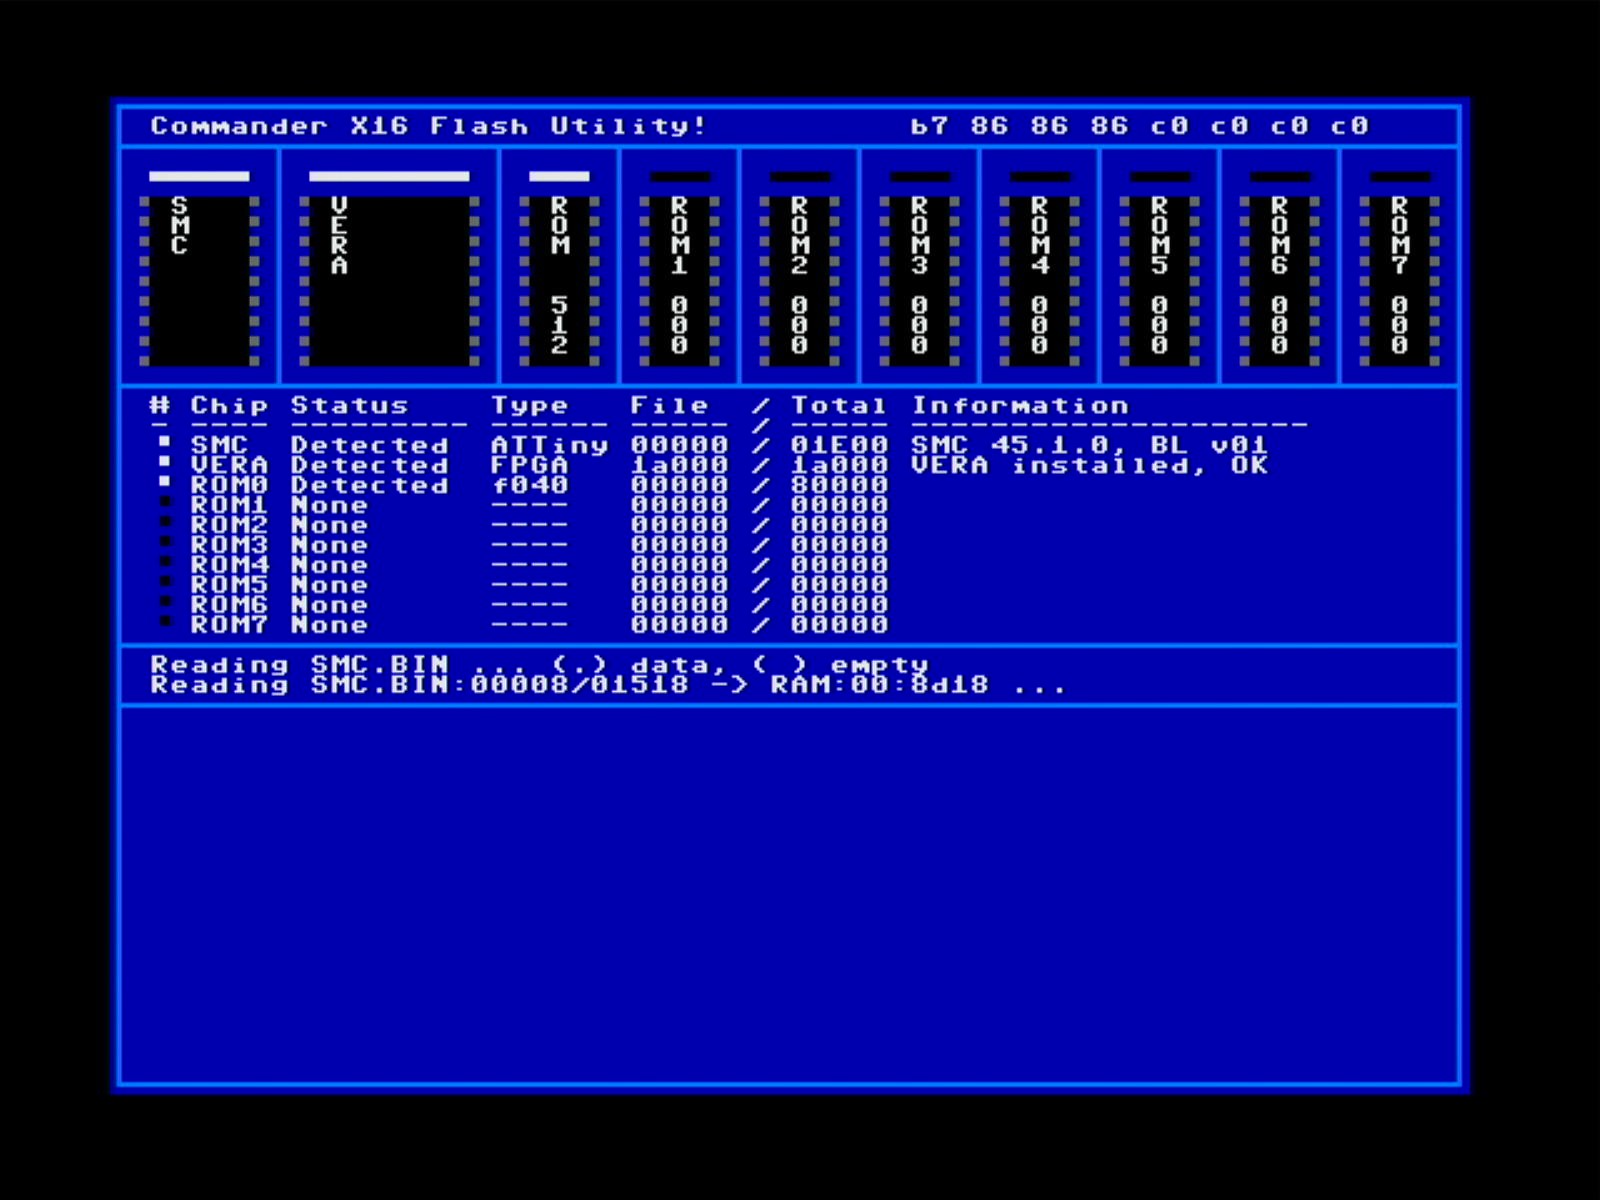 Commander X16 Flash Utility! b7 86 86 86 c0 c0 c0 c0
SMC
VERA
ROM 512
ROM1 000
ROM2 000
ROM3 000
ROM4 000
ROM5 000
ROM6 000
ROM7 000
# Chip Status Type File / Total Information
- ---- --------- ------ ----- / ----- --------------------
SMC Detected ATTiny 00000 / 01E00 SMC 45.1.0, BL v01
VERA Detected FPGA 1a000 / 1a000 VERA installed, OK
ROM0 Detected f040 00000 / 80000
ROM1 None ---- 00000 / 00000
ROM2 None ---- 00000 / 00000
ROM3 None ---- 00000 / 00000
ROM4 None ---- 00000 / 00000
ROM5 None ---- 00000 / 00000
ROM6 None ---- 00000 / 00000
ROM7 None ---- 00000 / 00000
Reading SMC.BIN ... (.) data, ( ) empty
Reading SMC.BIN:00008/01518 -> RAM:00:8d18 ...